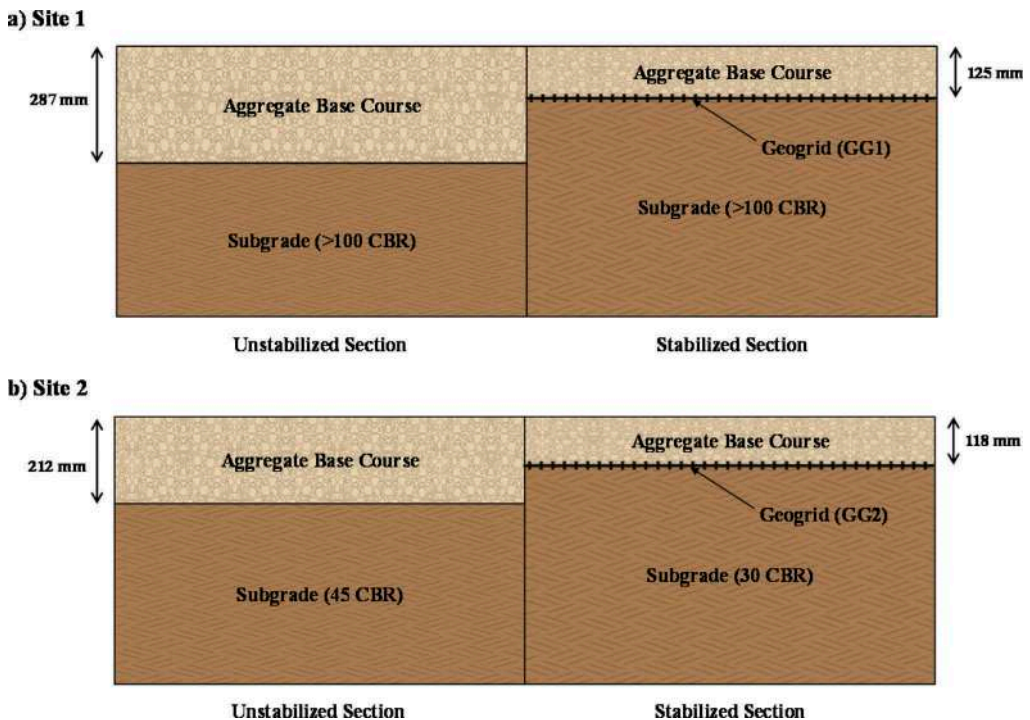 a) Site 1
287 mm
Aggregate Base Course
Aggregate Base Course
125 mm
Geogrid (GG1)
Subgrade (>100 CBR)
Subgrade (>100 CBR)
Unstabilized Section
Stabilized Section
b) Site 2
212 mm
Aggregate Base Course
Aggregate Base Course
118 mm
Geogrid (GG2)
Subgrade (45 CBR)
Subgrade (30 CBR)
Unstabilized Section
Stabilized Section